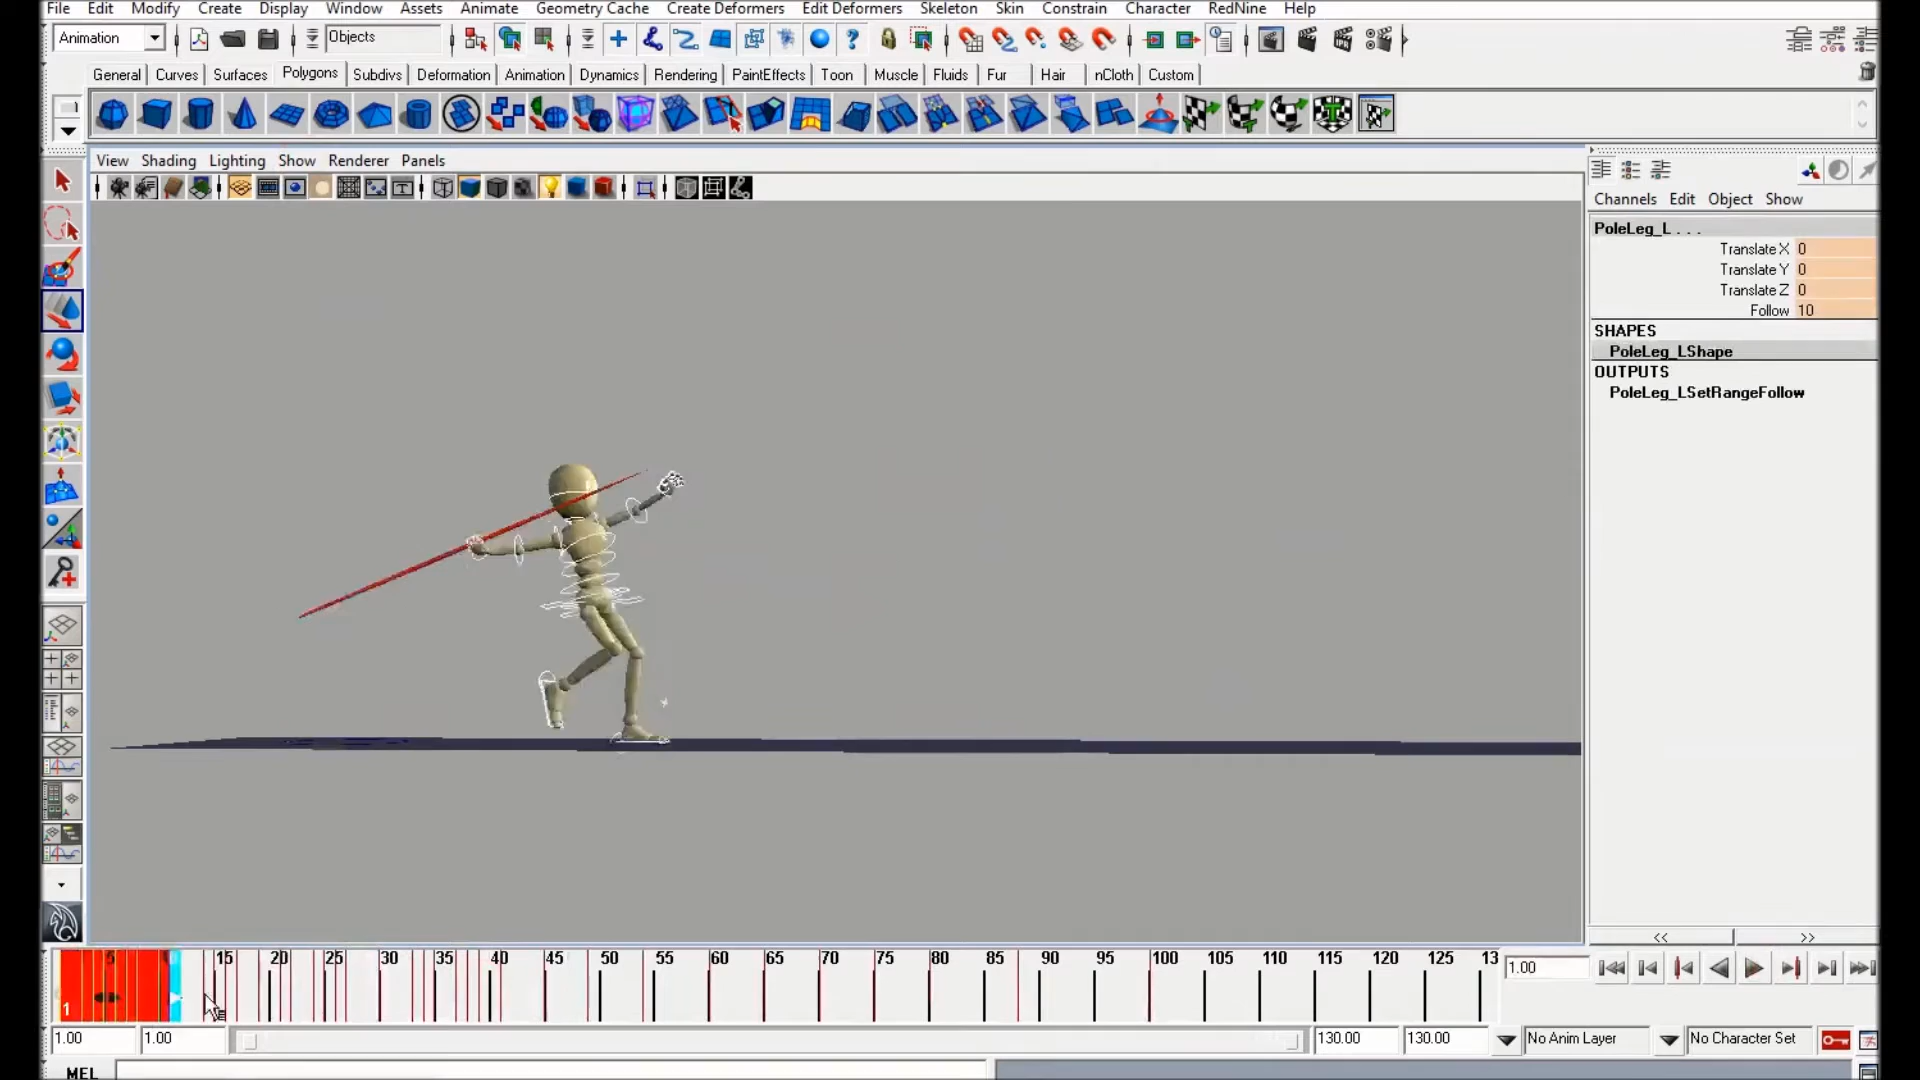 File Edit Modify Create Display Window Assets Animate Geometry Cache Create Deformers Edit Deformers Skeleton Skin Constrain Character RedNine Help
Animation Objects
General Curves Surfaces Polygons Subdivs Deformation Animation Dynamics Rendering PaintEffects Toon Muscle Fluids Fur Hair nCloth Custom
View Shading Lighting Show Renderer Panels
Channels Edit Object Show
PoleLeg_L . . .
Translate X 0
Translate Y 0
Translate Z 0
Follow 10
SHAPES
PoleLeg_LShape
OUTPUTS
PoleLeg_LSetRangeFollow
<< >>
5 15 20 25 30 35 40 45 50 55 60 65 70 75 80 85 90 95 100 105 110 115 120 125 13
1
1.00
1.00 1.00 130.00 130.00 No Anim Layer No Character Set
MEL